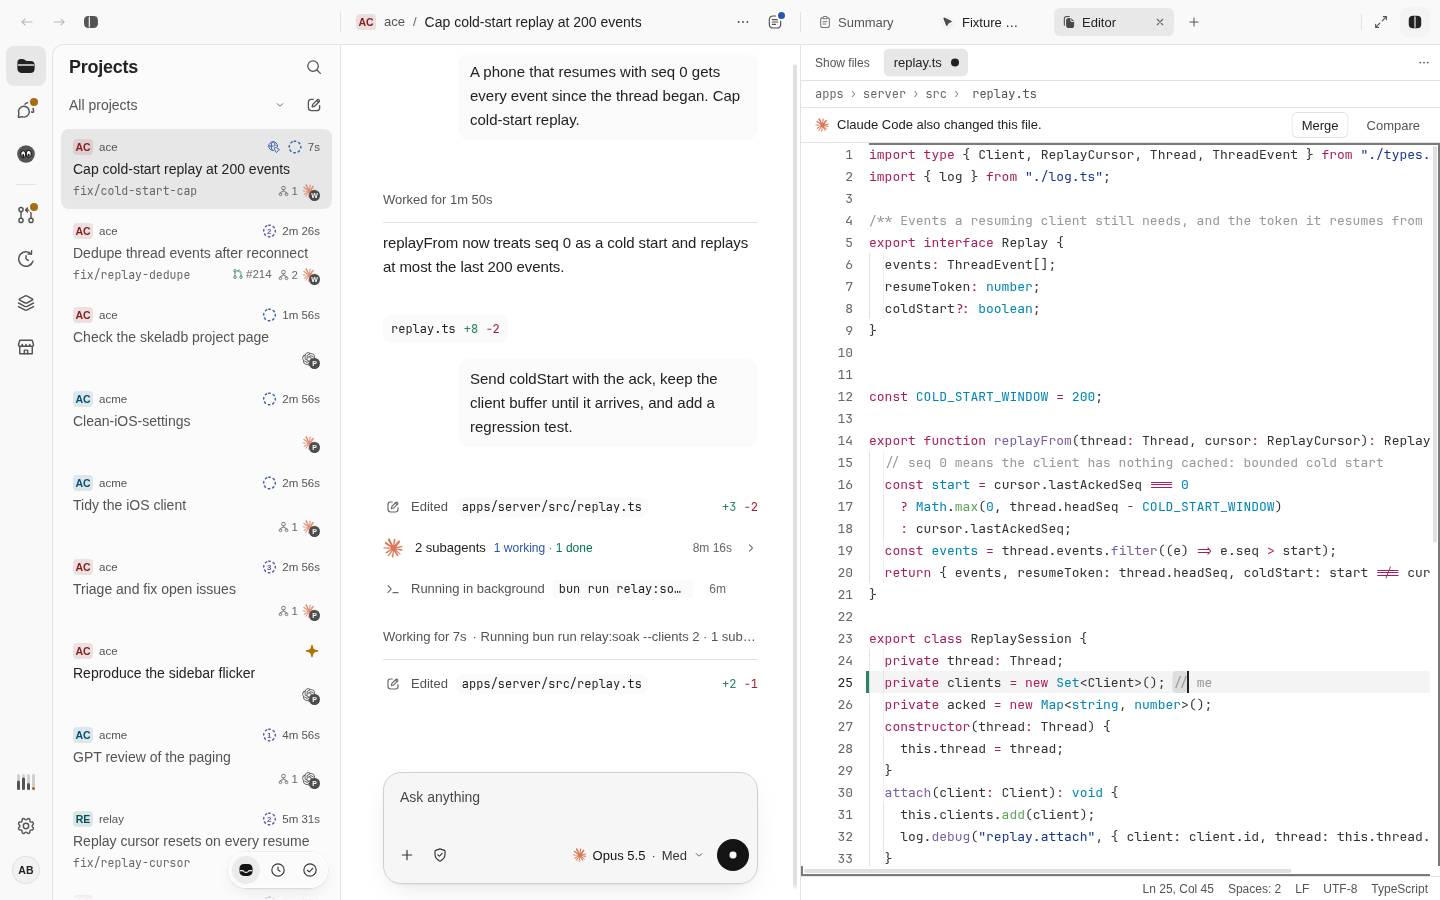 AC ace / Cap cold-start replay at 200 events
Summary
Fixture ...
Editor
Projects
All projects
AC ace 7s
Cap cold-start replay at 200 events
fix/cold-start-cap 1 W
AC ace 2 2m 26s
Dedupe thread events after reconnect
fix/replay-dedupe #214 2 W
AC ace 1m 56s
Check the skeladb project page
P
AC acme 2m 56s
Clean-iOS-settings
P
AC acme 2m 56s
Tidy the iOS client
1 P
AC ace 3 2m 56s
Triage and fix open issues
1 P
AC ace
Reproduce the sidebar flicker
P
AC acme 1 4m 56s
GPT review of the paging
1 P
RE relay 2 5m 31s
Replay cursor resets on every resume
fix/replay-cursor
AB
A phone that resumes with seq 0 gets
every event since the thread began. Cap
cold-start replay.
Worked for 1m 50s
replayFrom now treats seq 0 as a cold start and replays
at most the last 200 events.
replay.ts +8 -2
Send coldStart with the ack, keep the
client buffer until it arrives, and add a
regression test.
Edited apps/server/src/replay.ts +3 -2
2 subagents 1 working · 1 done 8m 16s
Running in background bun run relay:so… 6m
Working for 7s · Running bun run relay:soak --clients 2 · 1 sub…
Edited apps/server/src/replay.ts +2 -1
Ask anything
Opus 5.5 · Med
Show files replay.ts
apps › server › src › replay.ts
Claude Code also changed this file. Merge Compare
1 import type { Client, ReplayCursor, Thread, ThreadEvent } from "./types.
2 import { log } from "./log.ts";
3
4 /** Events a resuming client still needs, and the token it resumes from
5 export interface Replay {
6 events: ThreadEvent[];
7 resumeToken: number;
8 coldStart?: boolean;
9 }
10
11
12 const COLD_START_WINDOW = 200;
13
14 export function replayFrom(thread: Thread, cursor: ReplayCursor): Replay
15 // seq 0 means the client has nothing cached: bounded cold start
16 const start = cursor.lastAckedSeq === 0
17 ? Math.max(0, thread.headSeq - COLD_START_WINDOW)
18 : cursor.lastAckedSeq;
19 const events = thread.events.filter((e) => e.seq > start);
20 return { events, resumeToken: thread.headSeq, coldStart: start !== cur
21 }
22
23 export class ReplaySession {
24 private thread: Thread;
25 private clients = new Set<Client>(); // me
26 private acked = new Map<string, number>();
27 constructor(thread: Thread) {
28 this.thread = thread;
29 }
30 attach(client: Client): void {
31 this.clients.add(client);
32 log.debug("replay.attach", { client: client.id, thread: this.thread.
33 }
Ln 25, Col 45 Spaces: 2 LF UTF-8 TypeScript